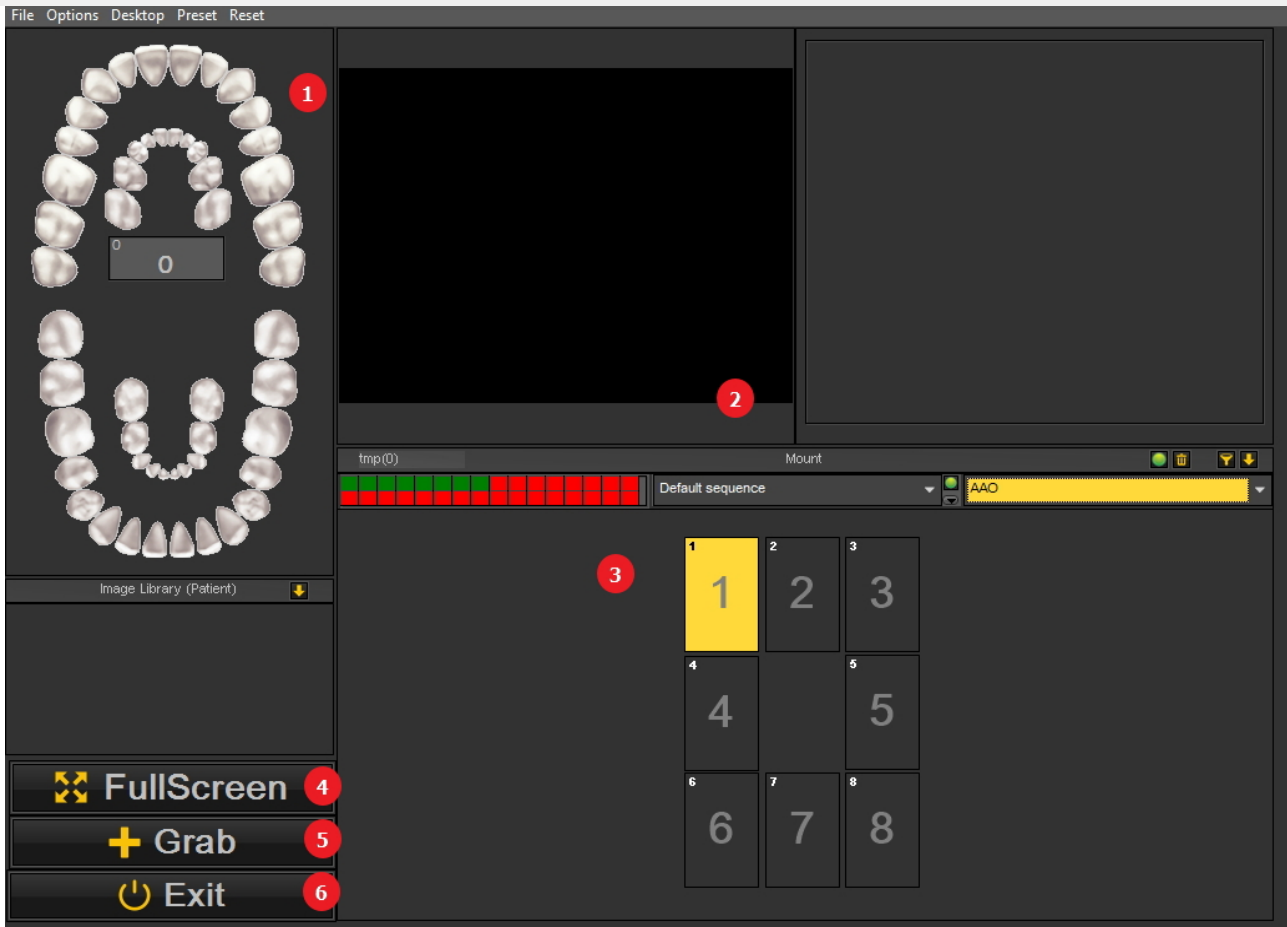 File Options Desktop Preset Reset
1
0
0
2
tmp(0) Mount
Default sequence AAO
3
1 2 3
1 2 3
4 5
4 5
6 7 8
6 7 8
Image Library (Patient)
FullScreen 4
Grab 5
Exit 6